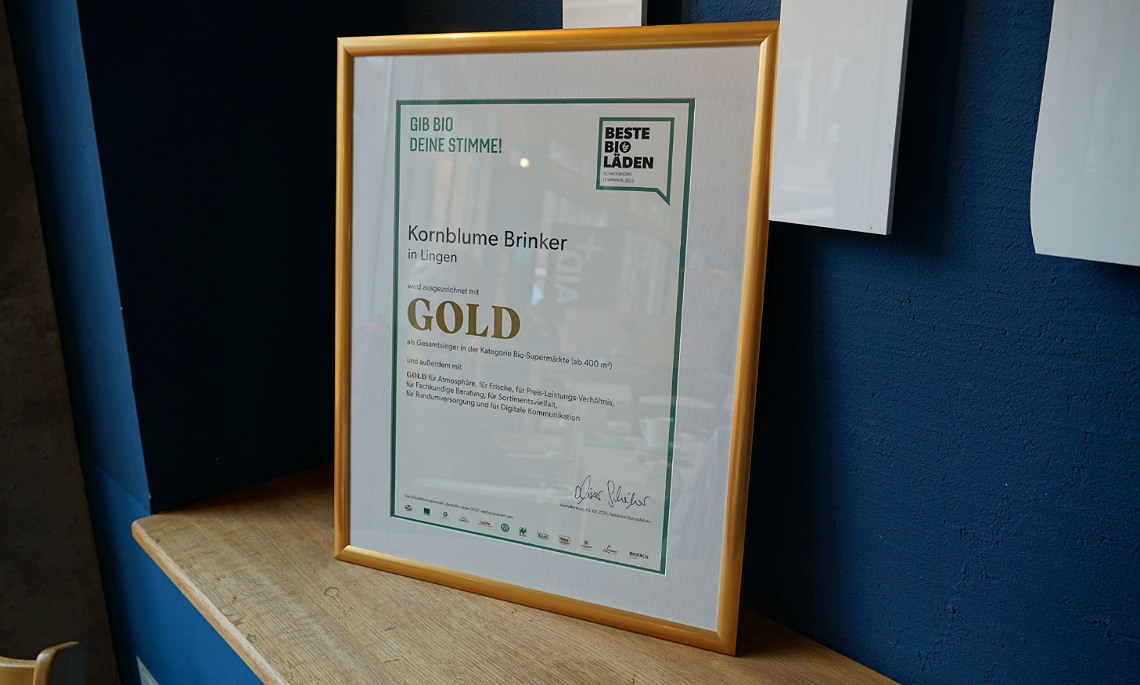 GIB BIO
DEINE STIMME!
BESTE
BIO
LÄDEN
Kornblume Brinker
in Lingen
wird ausgezeichnet mit
GOLD
als Gesamtsieger in der Kategorie Bio-Supermärkte (ab 400 m²)
und außerdem mit
GOLD für Atmosphäre, für Frische, für Preis-Leistungs-Verhältnis,
für Fachkundige Beratung, für Sortimentsvielfalt,
für Rundumversorgung und für Digitale Kommunikation
BIOFACH